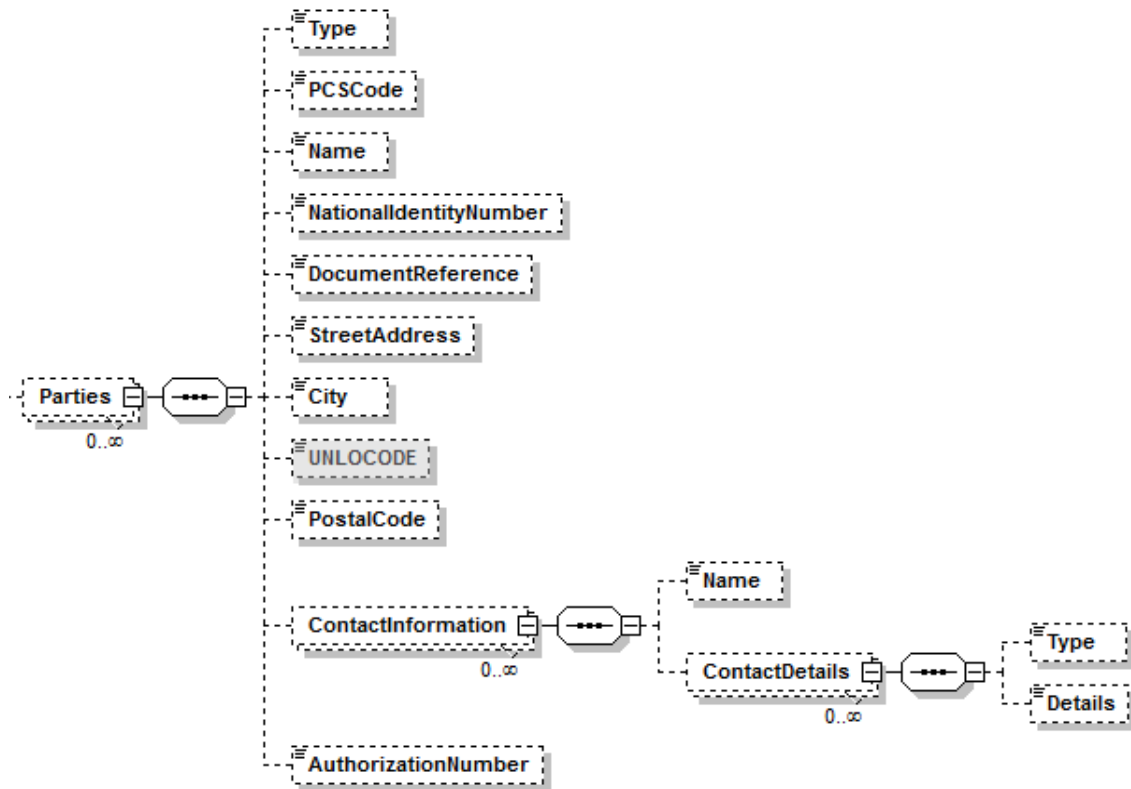 Type
PCSCode
Name
NationalIdentityNumber
DocumentReference
StreetAddress
Parties
0..∞
City
UNLOCODE
PostalCode
ContactInformation
0..∞
Name
ContactDetails
0..∞
Type
Details
AuthorizationNumber